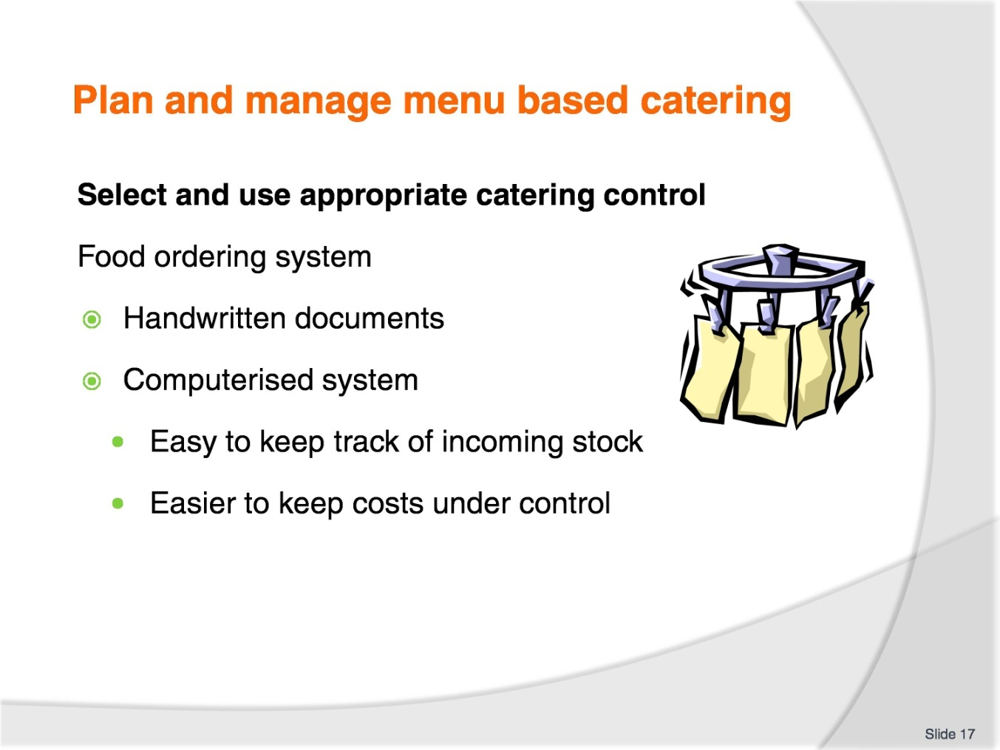 Plan and manage menu based catering
Select and use appropriate catering control
Food ordering system
Handwritten documents
Computerised system
Easy to keep track of incoming stock
Easier to keep costs under control
Slide 17